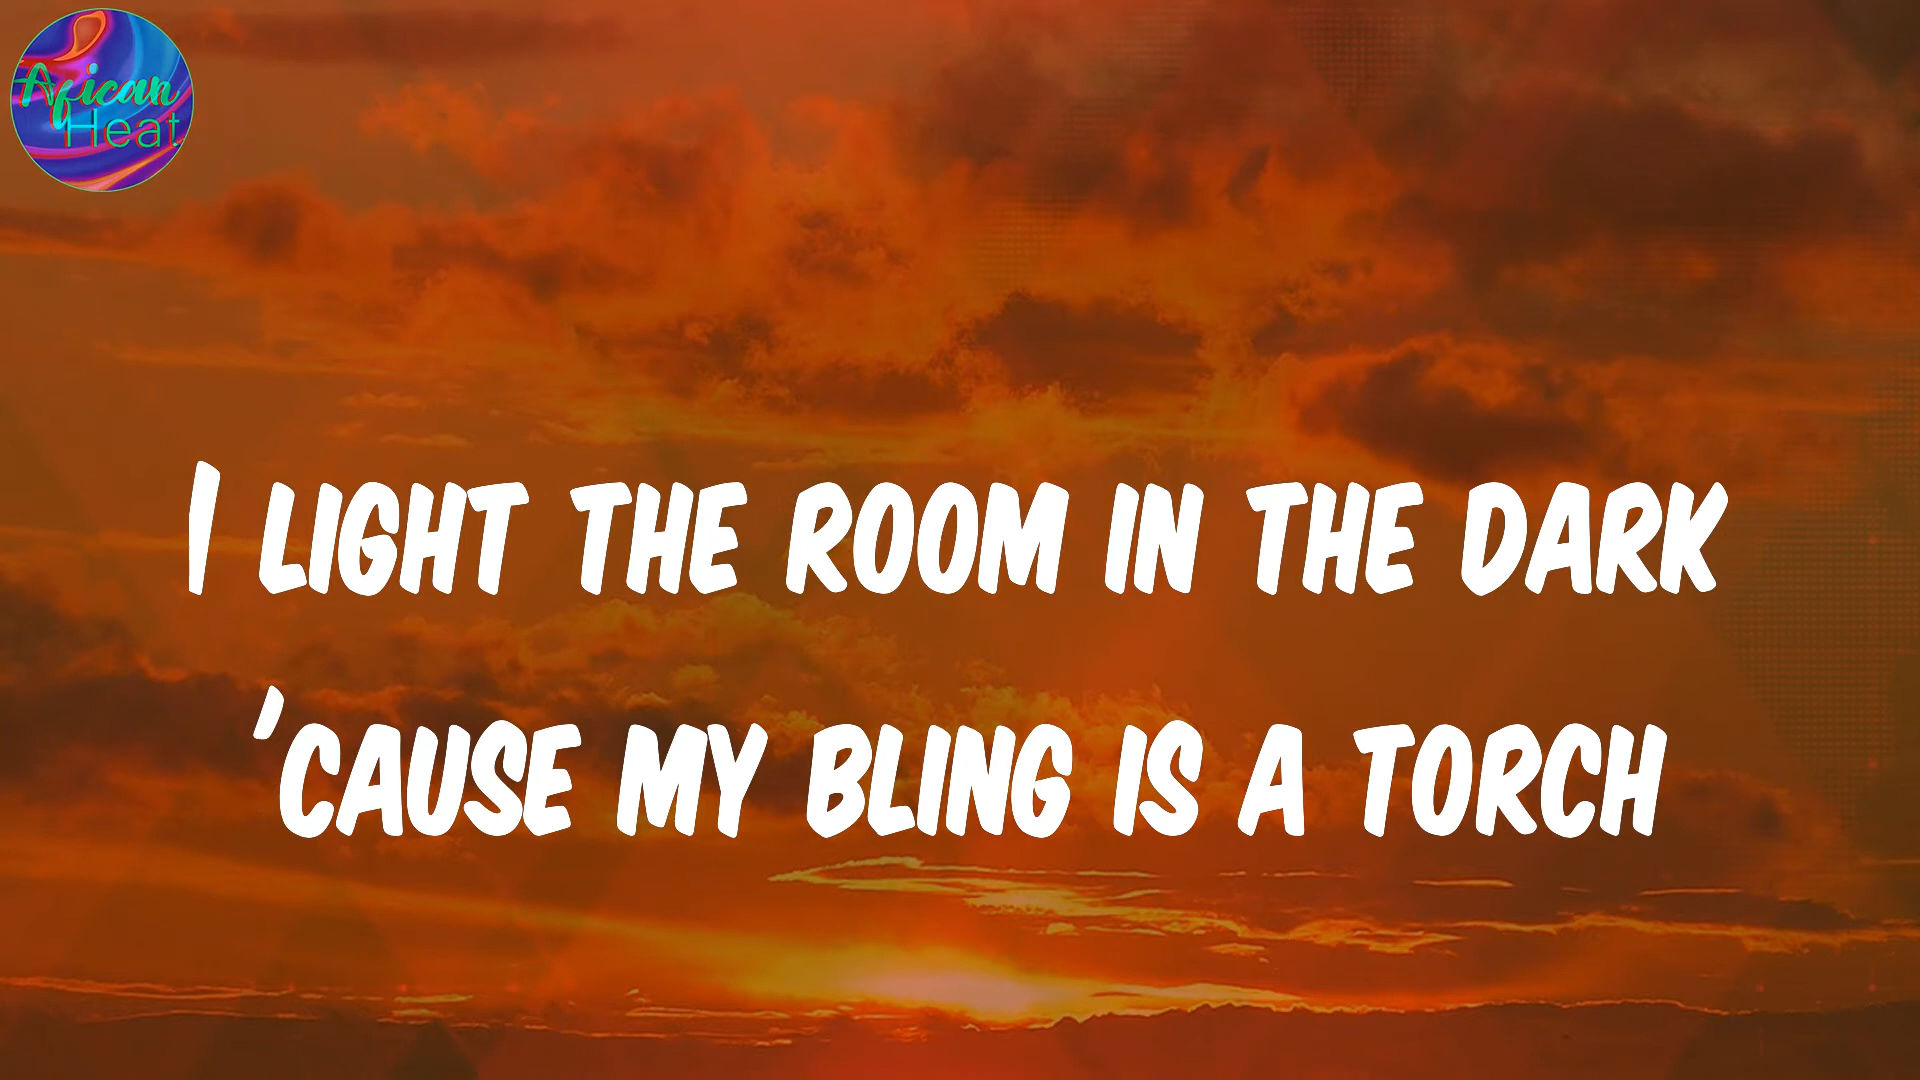 Afican
Heat
I LIGHT THE ROOM IN THE DARK
'CAUSE MY BLING IS A TORCH